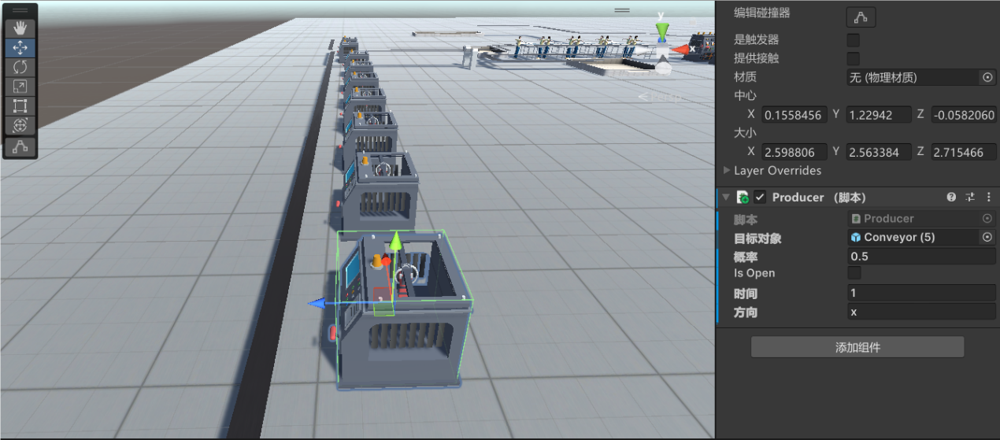 y
x
Persp
编辑碰撞器
是触发器
提供接触
材质 无 (物理材质)
中心
X 0.1558456 Y 1.22942 Z -0.0582060
大小
X 2.598806 Y 2.563384 Z 2.715466
Layer Overrides
Producer （脚本）
脚本 Producer
目标对象 Conveyor (5)
概率 0.5
Is Open
时间 1
方向 x
添加组件